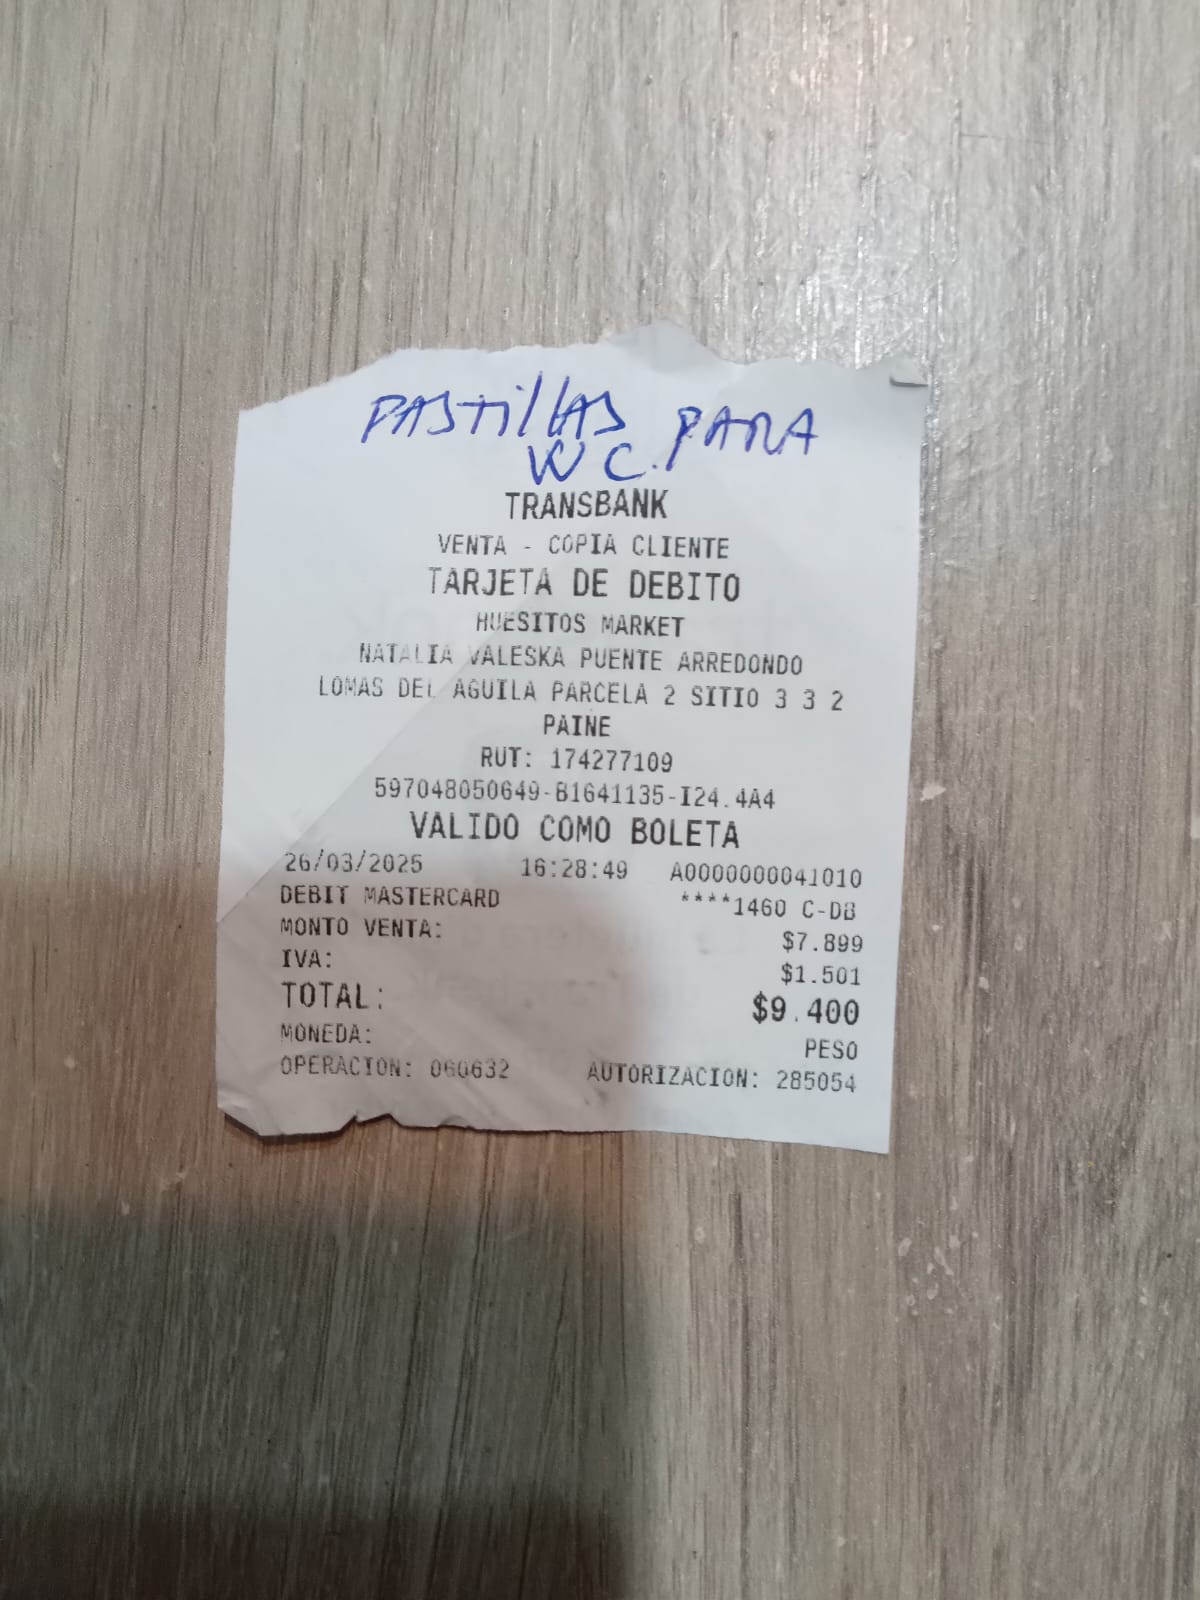 PASTILLAS PARA
WC.
TRANSBANK
VENTA - COPIA CLIENTE
TARJETA DE DEBITO
HUESITOS MARKET
NATALIA VALESKA PUENTE ARREDONDO
LOMAS DEL AGUILA PARCELA 2 SITIO 3 3 2
PAINE
RUT: 174277109
597048050649-B1641135-I24.4A4
VALIDO COMO BOLETA
26/03/2025 16:28:49 A0000000041010
DEBIT MASTERCARD ****1460 C-DB
MONTO VENTA: $7.899
IVA: $1.501
TOTAL: $9.400
MONEDA: PESO
OPERACION: 060632 AUTORIZACION: 285054